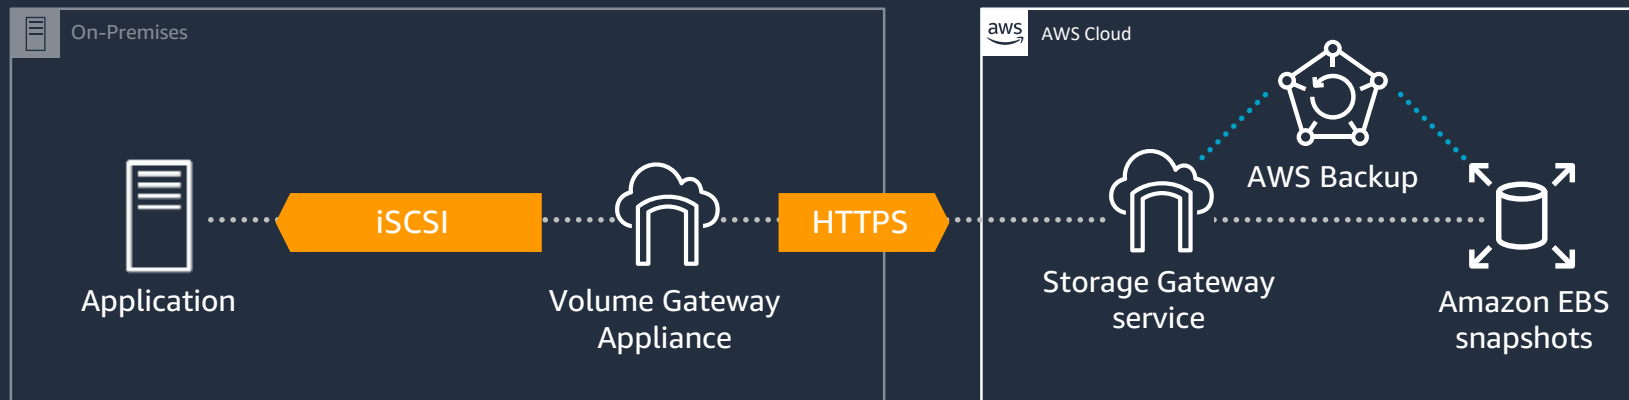 On-Premises
aws
AWS Cloud
iSCSI
HTTPS
AWS Backup
Application
Volume Gateway
Appliance
Storage Gateway
service
Amazon EBS
snapshots